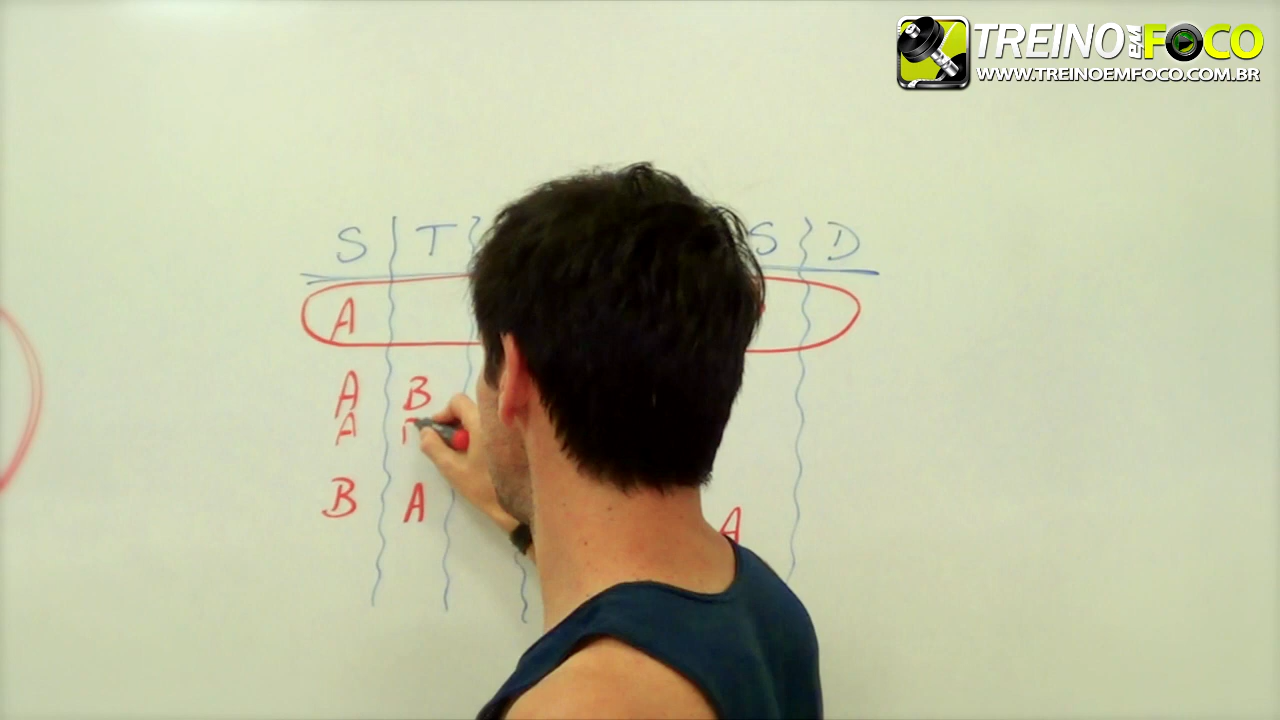 TREINO EM FOCO
WWW.TREINOEMFOCO.COM.BR
S T S D
A
A B
A
B A A